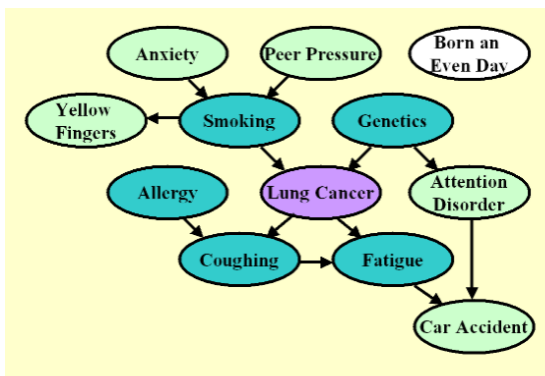 Anxiety
Peer Pressure
Born an
Even Day
Yellow
Fingers
Smoking
Genetics
Allergy
Lung Cancer
Attention
Disorder
Coughing
Fatigue
Car Accident